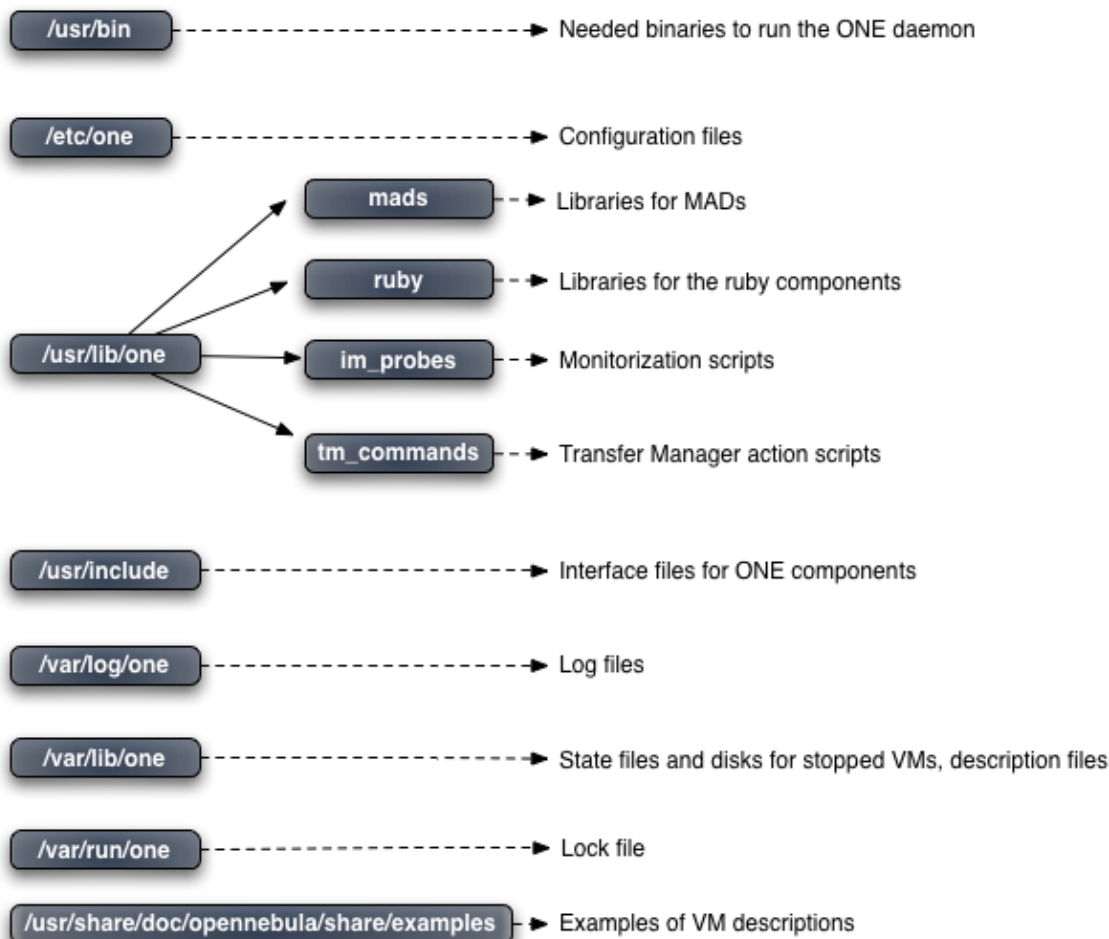 /usr/bin Needed binaries to run the ONE daemon
/etc/one Configuration files
mads Libraries for MADs
ruby Libraries for the ruby components
/usr/lib/one im_probes Monitorization scripts
tm_commands Transfer Manager action scripts
/usr/include Interface files for ONE components
/var/log/one Log files
/var/lib/one State files and disks for stopped VMs, description files
/var/run/one Lock file
/usr/share/doc/opennebula/share/examples Examples of VM descriptions